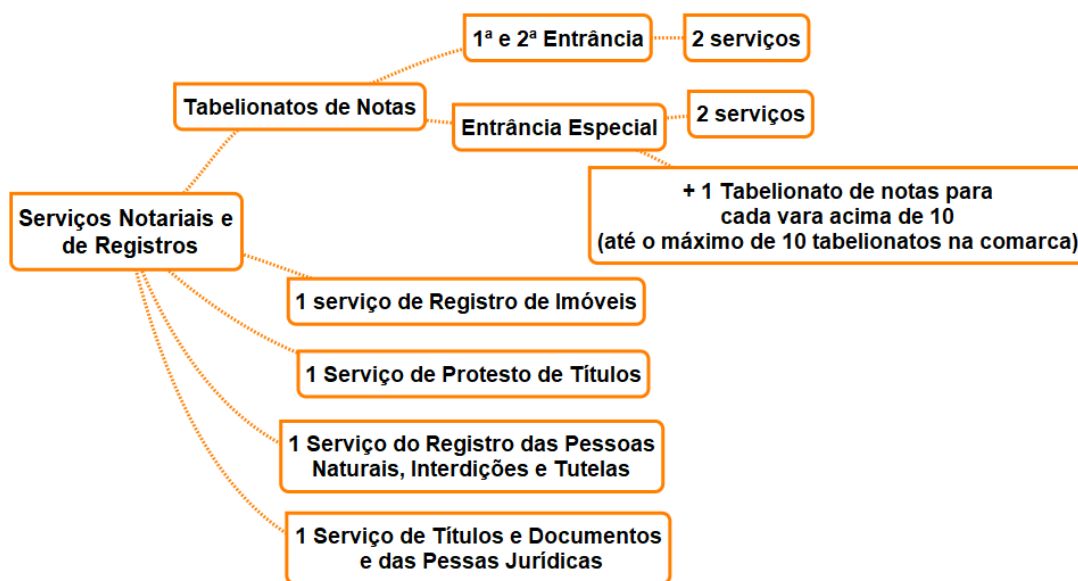 1ª e 2ª Entrância
2 serviços
Tabelionatos de Notas
Entrância Especial
2 serviços
+ 1 Tabelionato de notas para
cada vara acima de 10
(até o máximo de 10 tabelionatos na comarca)
Serviços Notariais e
de Registros
1 serviço de Registro de Imóveis
1 Serviço de Protesto de Títulos
1 Serviço do Registro das Pessoas
Naturais, Interdições e Tutelas
1 Serviço de Títulos e Documentos
e das Pessas Jurídicas